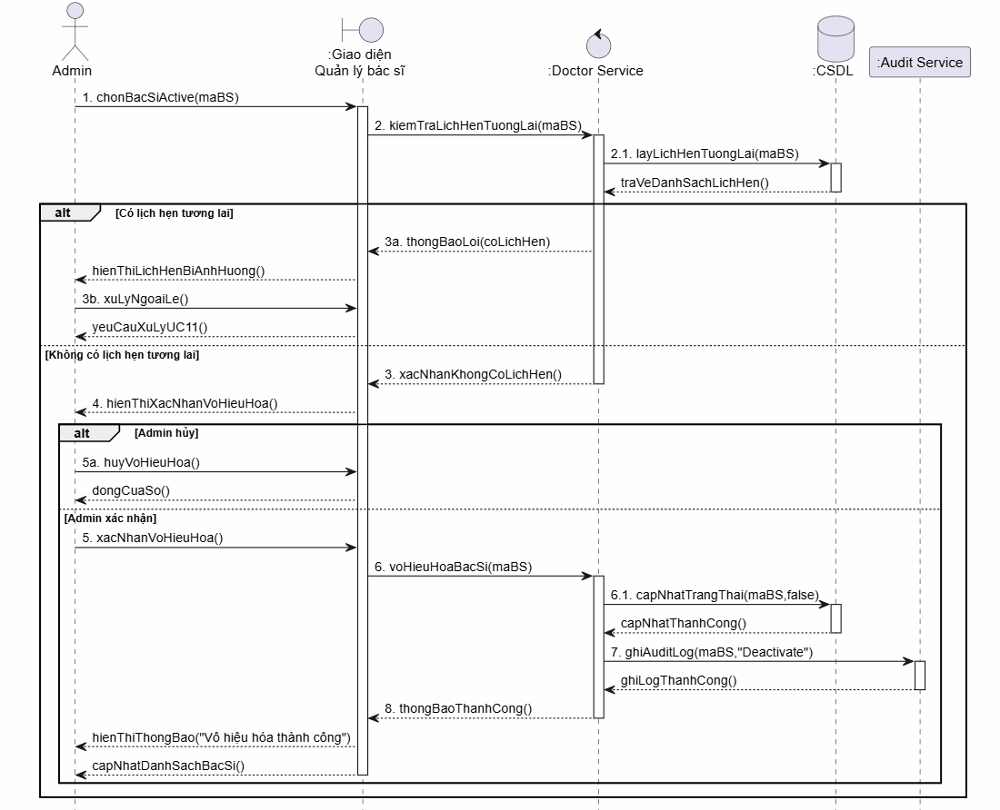 Admin
:Giao diện
Quản lý bác sĩ
:Doctor Service
:CSDL
:Audit Service
1. chonBacSiActive(maBS)
2. kiemTraLichHenTuongLai(maBS)
2.1. layLichHenTuongLai(maBS)
traVeDanhSachLichHen()
alt
[Có lịch hẹn tương lai]
3a. thongBaoLoi(coLichHen)
hienThiLichHenBiAnhHuong()
3b. xuLyNgoaiLe()
yeuCauXuLyUC11()
[Không có lịch hẹn tương lai]
3. xacNhanKhongCoLichHen()
4. hienThiXacNhanVoHieuHoa()
alt
[Admin hủy]
5a. huyVoHieuHoa()
dongCuaSo()
[Admin xác nhận]
5. xacNhanVoHieuHoa()
6. voHieuHoaBacSi(maBS)
6.1. capNhatTrangThai(maBS,false)
capNhatThanhCong()
7. ghiAuditLog(maBS,"Deactivate")
ghiLogThanhCong()
8. thongBaoThanhCong()
hienThiThongBao("Vô hiệu hóa thành công")
capNhatDanhSachBacSi()